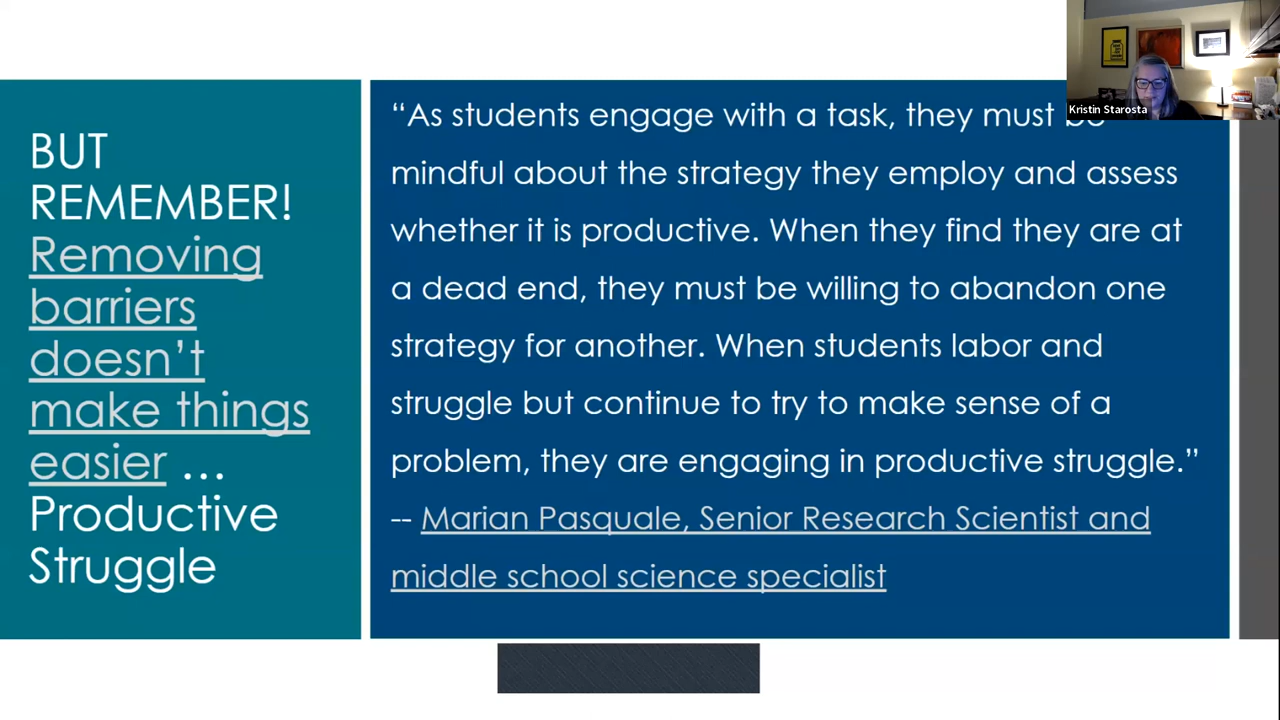 BUT
REMEMBER!
Removing
barriers
doesn’t
make things
easier …
Productive
Struggle
“As students engage with a task, they must be
mindful about the strategy they employ and assess
whether it is productive. When they find they are at
a dead end, they must be willing to abandon one
strategy for another. When students labor and
struggle but continue to try to make sense of a
problem, they are engaging in productive struggle.”
-- Marian Pasquale, Senior Research Scientist and
middle school science specialist
Kristin Starosta